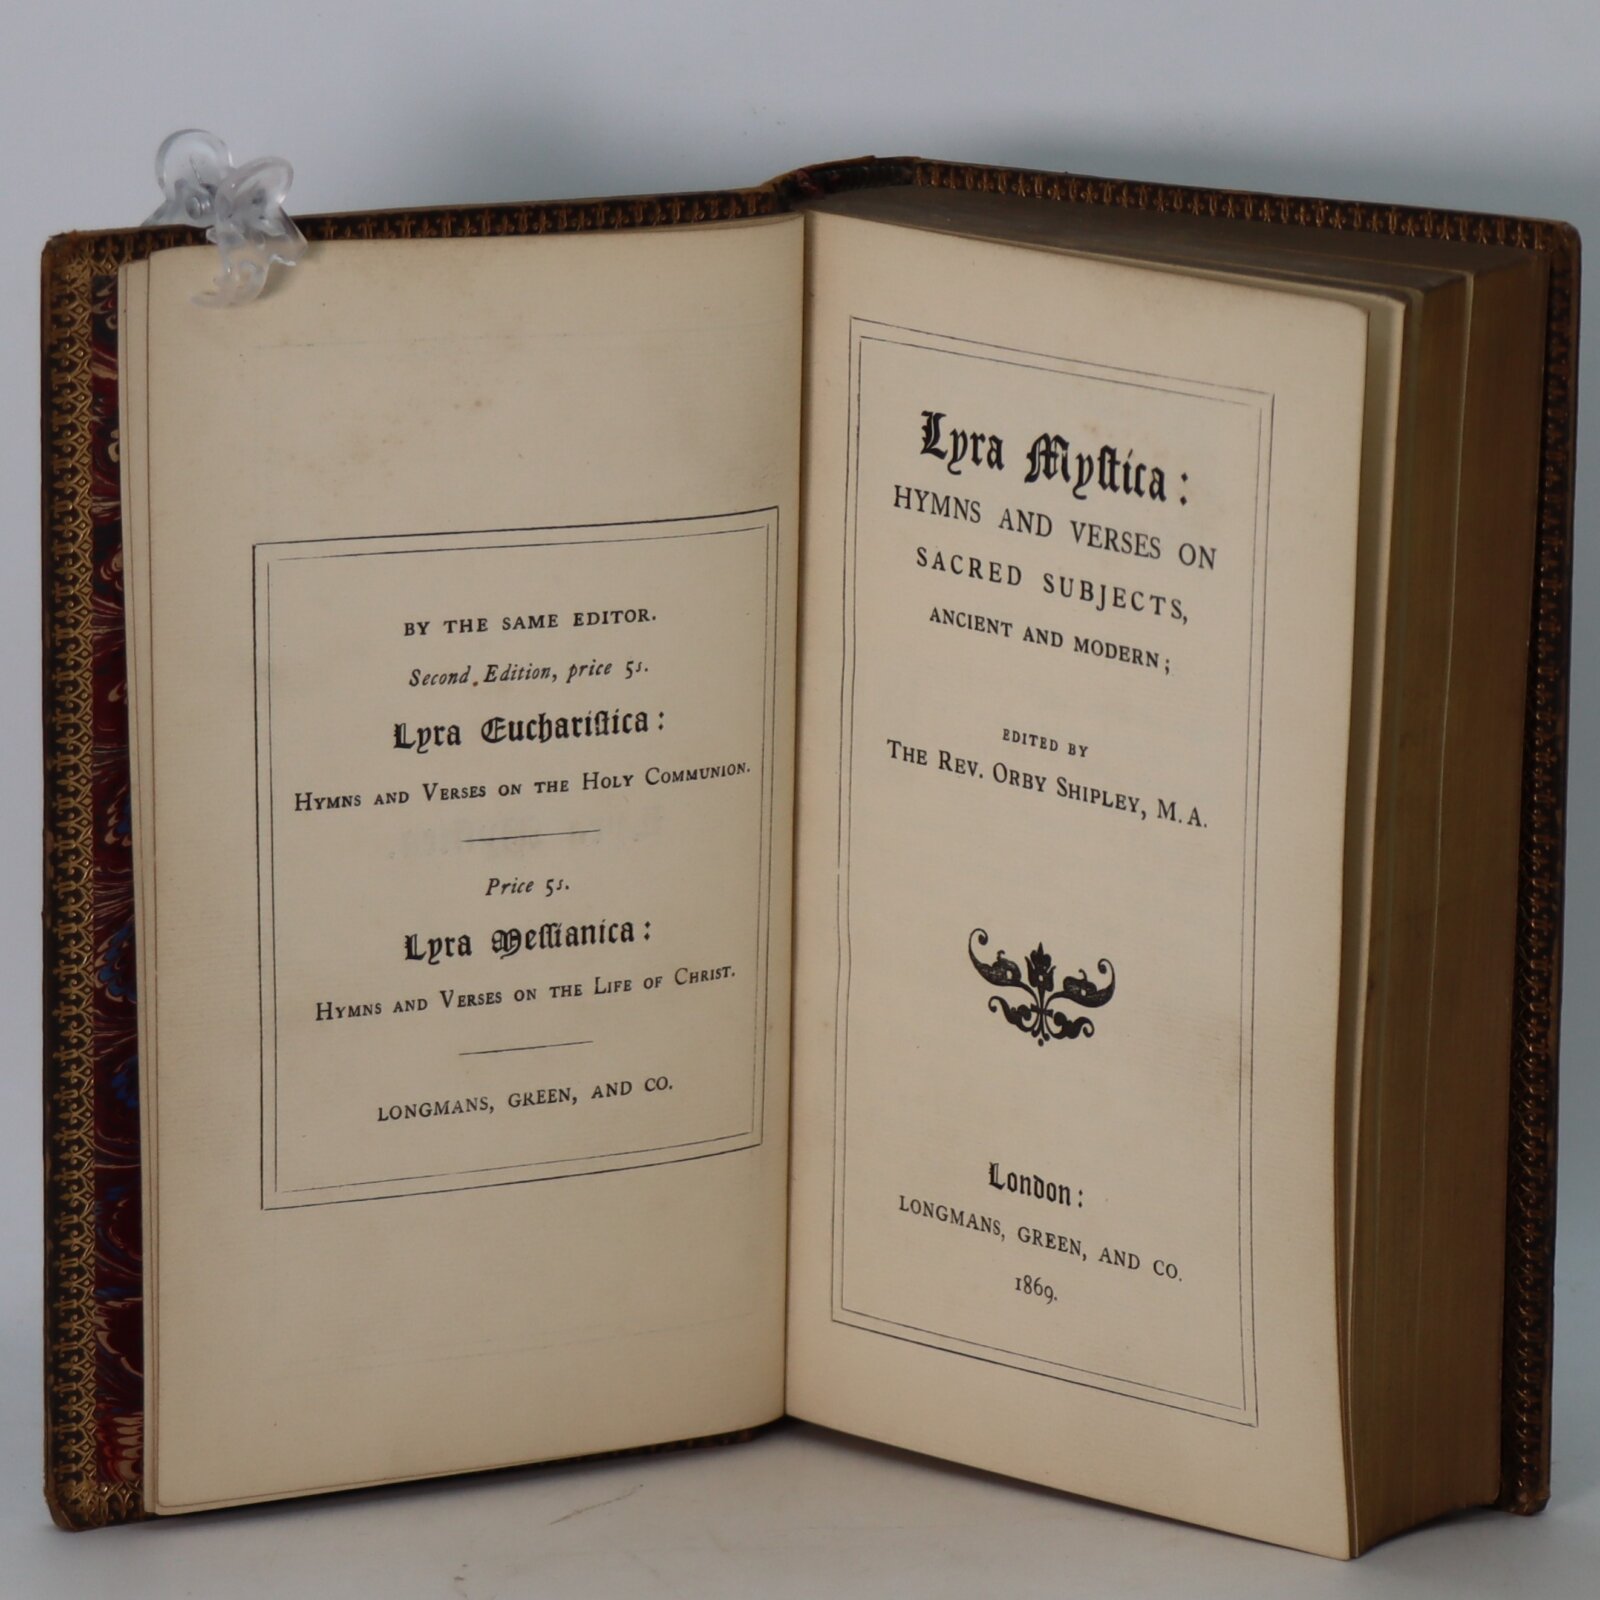 BY THE SAME EDITOR.
Second Edition, price 5s.
Lyra Euchariſtica:
HYMNS AND VERSES ON THE HOLY COMMUNION.
Price 5s.
Lyra Meſſianica:
HYMNS AND VERSES ON THE LIFE OF CHRIST.
LONGMANS, GREEN, AND CO.
Lyra Myſtica:
HYMNS AND VERSES ON
SACRED SUBJECTS,
ANCIENT AND MODERN;
EDITED BY
THE REV. ORBY SHIPLEY, M.A.
London:
LONGMANS, GREEN, AND CO.
1869.